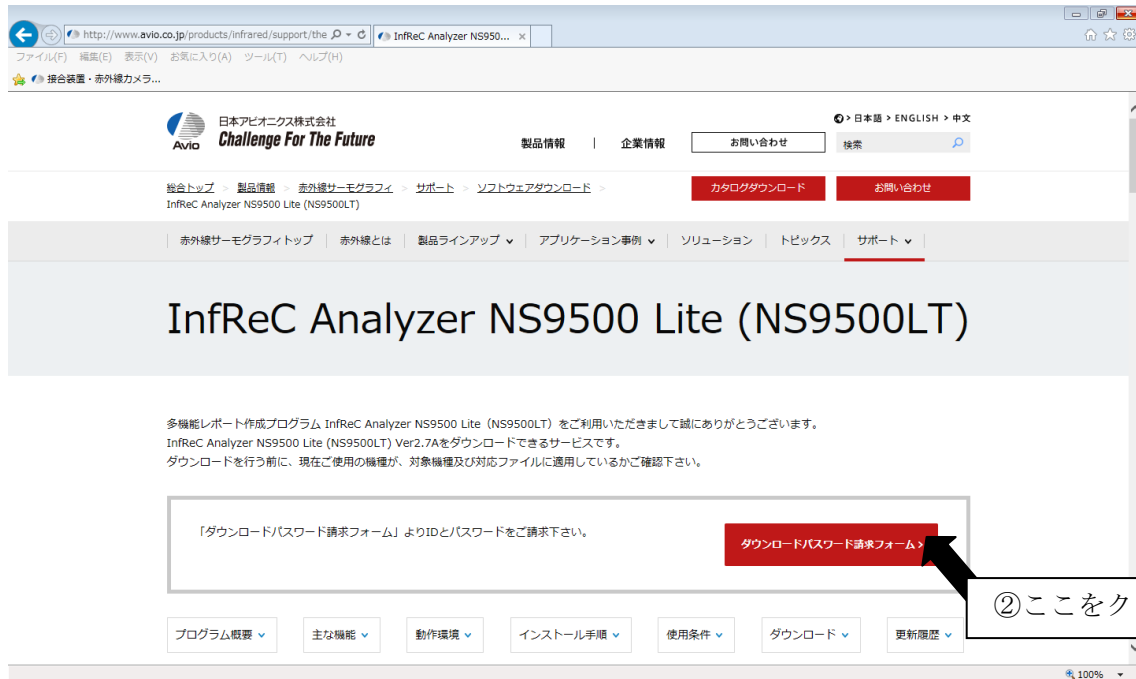 http://www.avio.co.jp/products/infrared/support/the
InfReC Analyzer NS950...
ファイル(F) 編集(E) 表示(V) お気に入り(A) ツール(T) ヘルプ(H)
接合装置・赤外線カメラ...
日本アビオニクス株式会社
Avio Challenge For The Future
> 日本語 > ENGLISH > 中文
製品情報 | 企業情報 お問い合わせ 検索
総合トップ > 製品情報 > 赤外線サーモグラフィ > サポート > ソフトウェアダウンロード >
InfReC Analyzer NS9500 Lite (NS9500LT)
カタログダウンロード お問い合わせ
赤外線サーモグラフィトップ 赤外線とは 製品ラインアップ アプリケーション事例 ソリューション トピックス サポート
InfReC Analyzer NS9500 Lite (NS9500LT)
多機能レポート作成プログラム InfReC Analyzer NS9500 Lite（NS9500LT）をご利用いただきまして誠にありがとうございます。
InfReC Analyzer NS9500 Lite (NS9500LT) Ver2.7Aをダウンロードできるサービスです。
ダウンロードを行う前に、現在ご使用の機種が、対象機種及び対応ファイルに適用しているかご確認下さい。
「ダウンロードパスワード請求フォーム」よりIDとパスワードをご請求下さい。
ダウンロードパスワード請求フォーム >
②ここをク
プログラム概要 主な機能 動作環境 インストール手順 使用条件 ダウンロード 更新履歴
100%